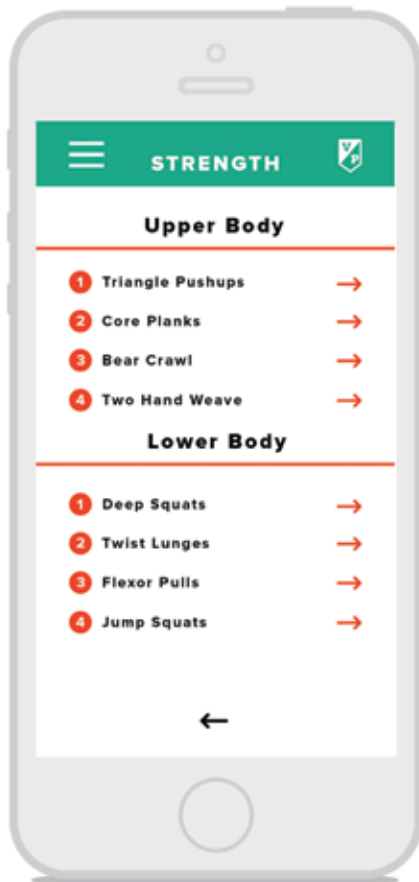 STRENGTH
VP
Upper Body
1 Triangle Pushups
2 Core Planks
3 Bear Crawl
4 Two Hand Weave
Lower Body
1 Deep Squats
2 Twist Lunges
3 Flexor Pulls
4 Jump Squats